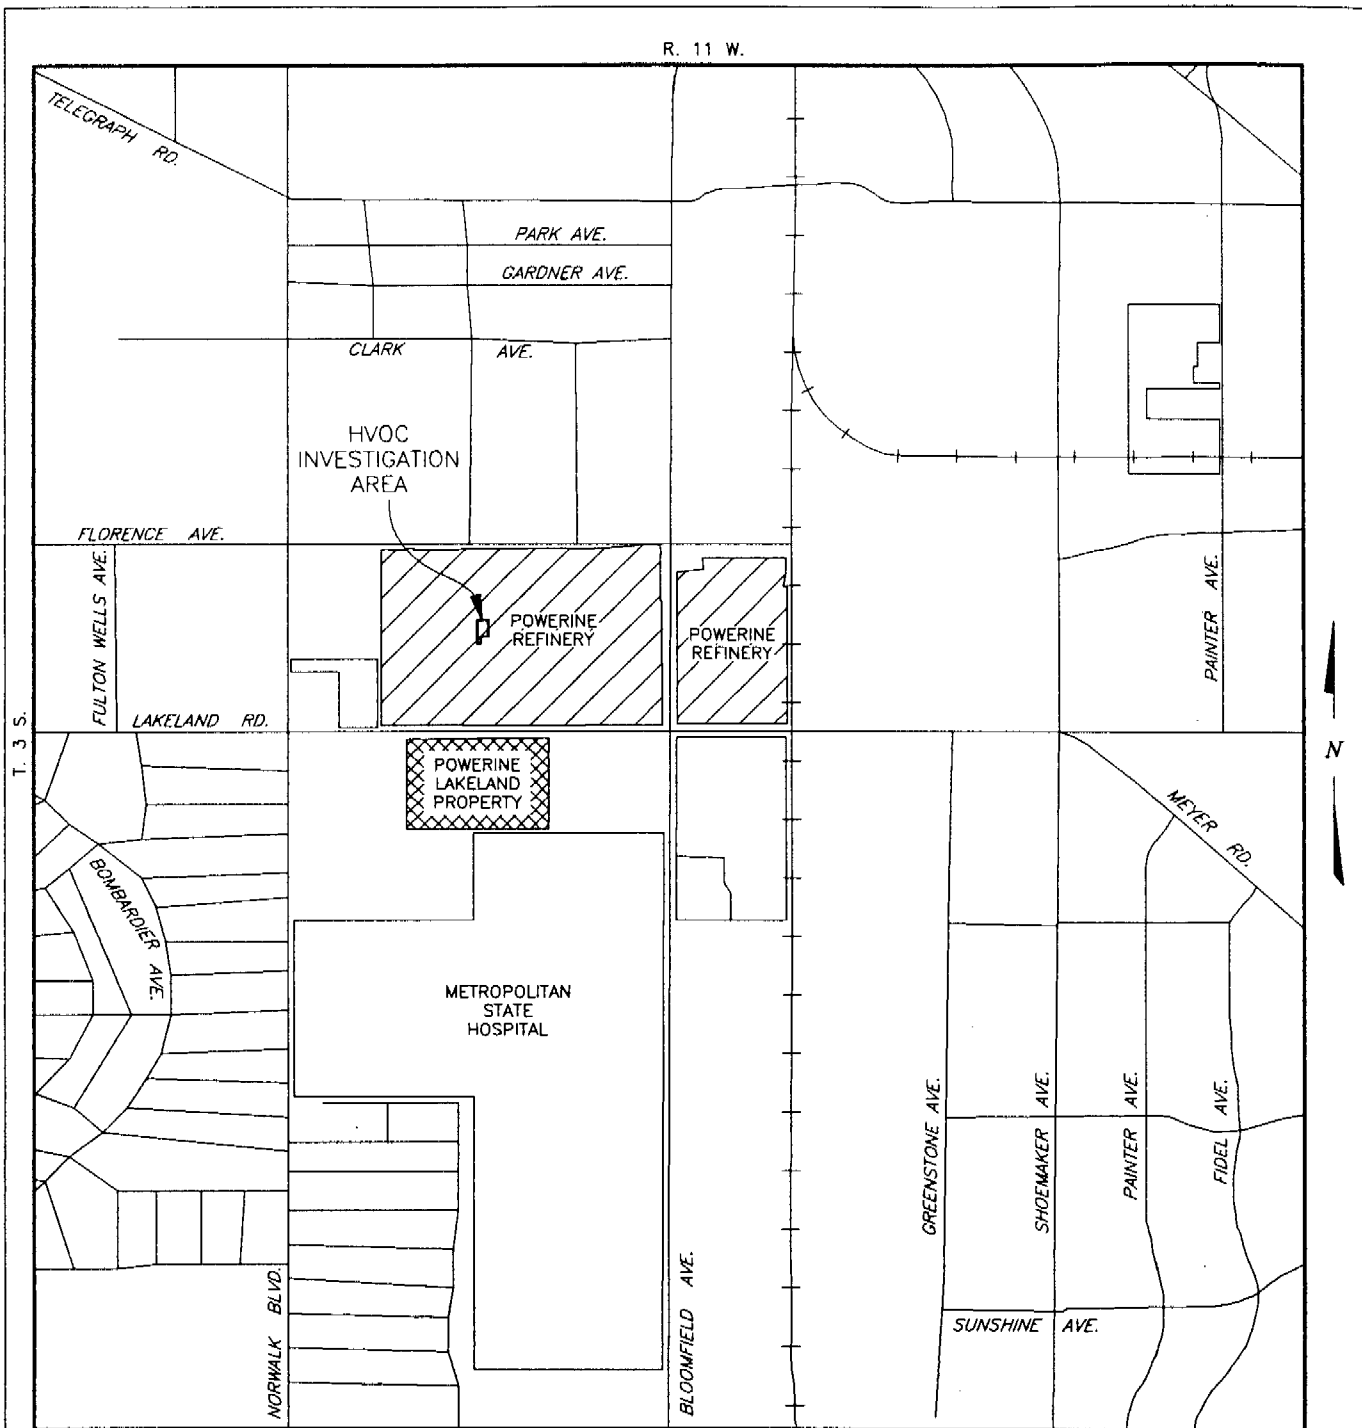 R. 11 W.
TELEGRAPH RD.
PARK AVE.
GARDNER AVE.
CLARK AVE.
HVOC
INVESTIGATION
AREA
FLORENCE AVE.
FULTON WELLS AVE.
POWERINE
REFINERY
POWERINE
REFINERY
PAINTER AVE.
LAKELAND RD.
T. 3 S.
N
POWERINE
LAKELAND
PROPERTY
MEYER RD.
BOMBARDIER AVE.
METROPOLITAN
STATE
HOSPITAL
GREENSTONE AVE.
SHOEMAKER AVE.
PAINTER AVE.
FIDEL AVE.
NORWALK BLVD.
BLOOMFIELD AVE.
SUNSHINE AVE.